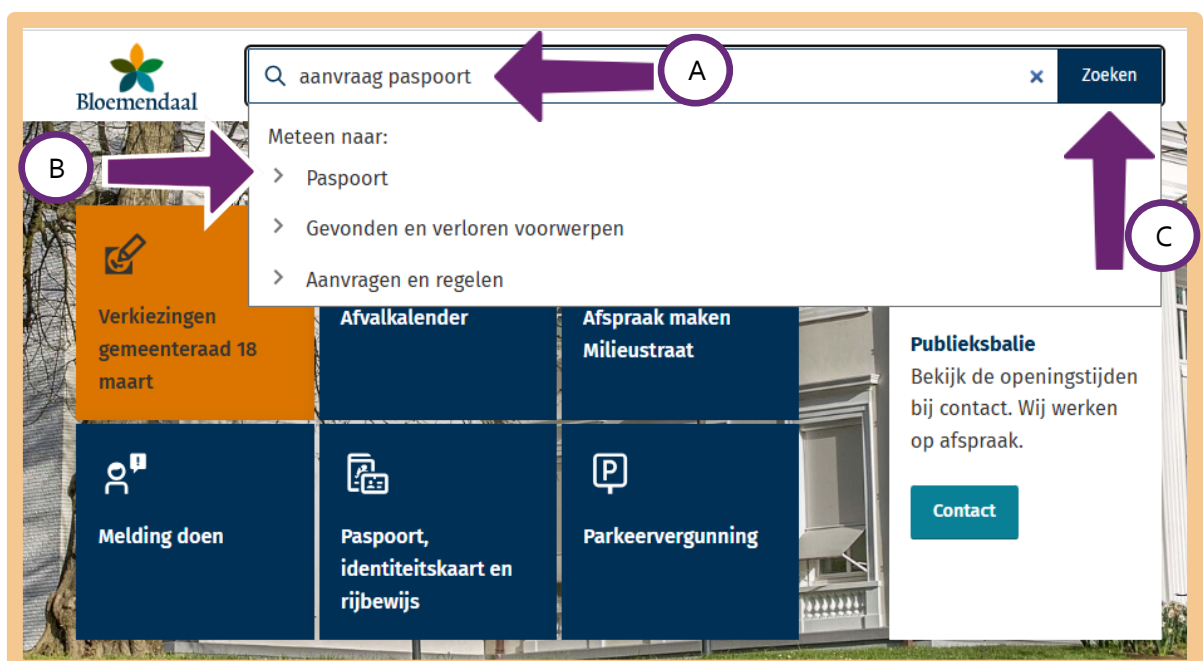 Bloemendaal
aanvraag paspoort
A
Zoeken
Meteen naar:
B
Paspoort
Gevonden en verloren voorwerpen
C
Aanvragen en regelen
Verkiezingen
gemeenteraad 18
maart
Afvalkalender
Afspraak maken
Milieustraat
Publieksbalie
Bekijk de openingstijden
bij contact. Wij werken
op afspraak.
Contact
Melding doen
Paspoort,
identiteitskaart en
rijbewijs
P
Parkeervergunning